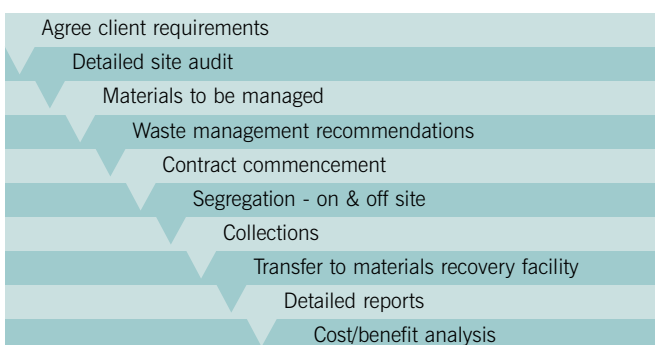 Agree client requirements
Detailed site audit
Materials to be managed
Waste management recommendations
Contract commencement
Segregation - on & off site
Collections
Transfer to materials recovery facility
Detailed reports
Cost/benefit analysis